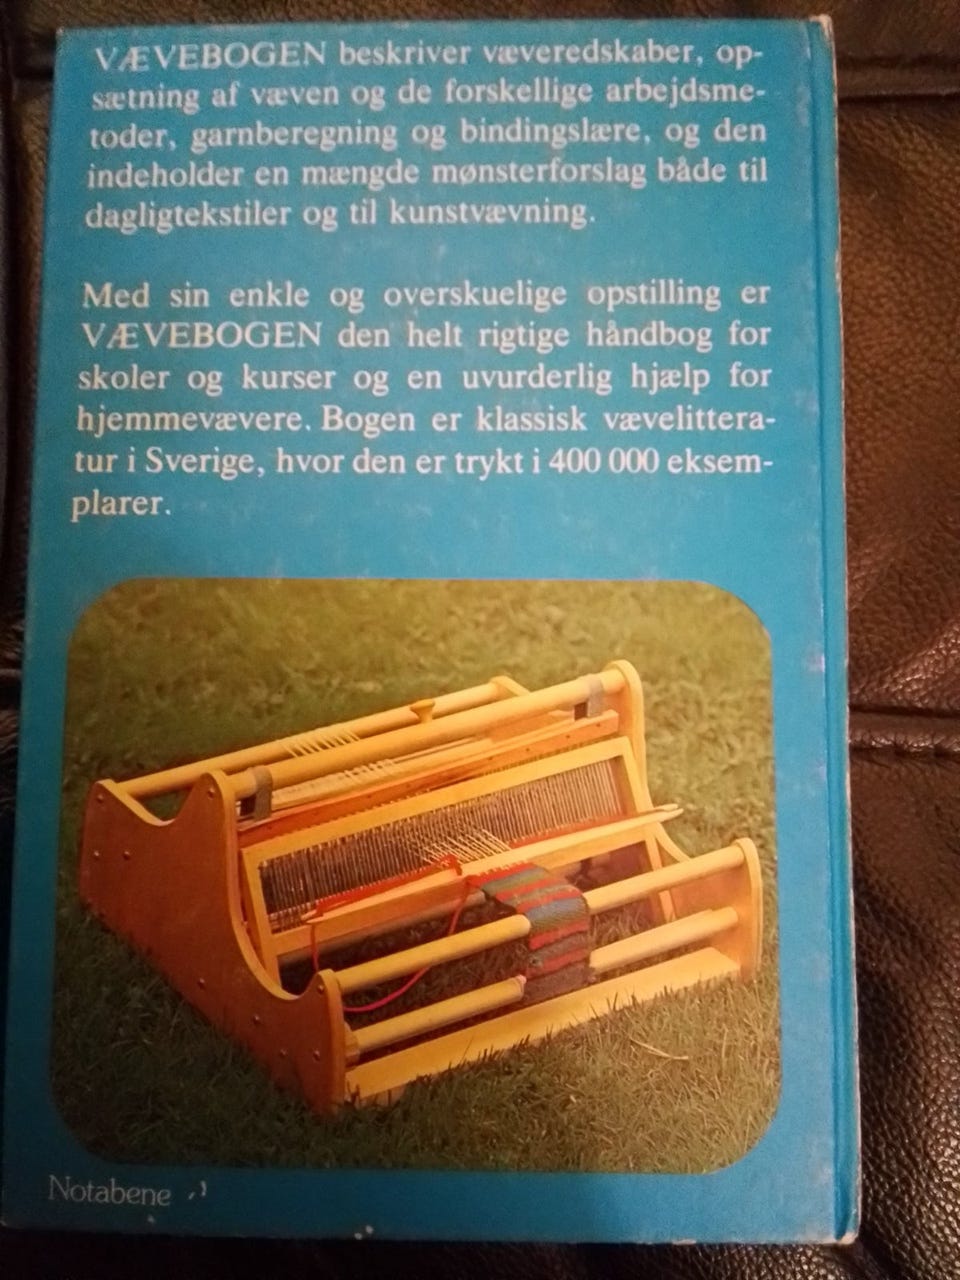 VÆVEBOGEN beskriver væveredskaber, op-
sætning af væven og de forskellige arbejdsme-
toder, garnberegning og bindingslære, og den
indeholder en mængde mønsterforslag både til
dagligtekstiler og til kunstvævning.
Med sin enkle og overskuelige opstilling er
VÆVEBOGEN den helt rigtige håndbog for
skoler og kurser og en uvurderlig hjælp for
hjemmevævere. Bogen er klassisk vævelittera-
tur i Sverige, hvor den er trykt i 400 000 eksem-
plarer.
Notabene